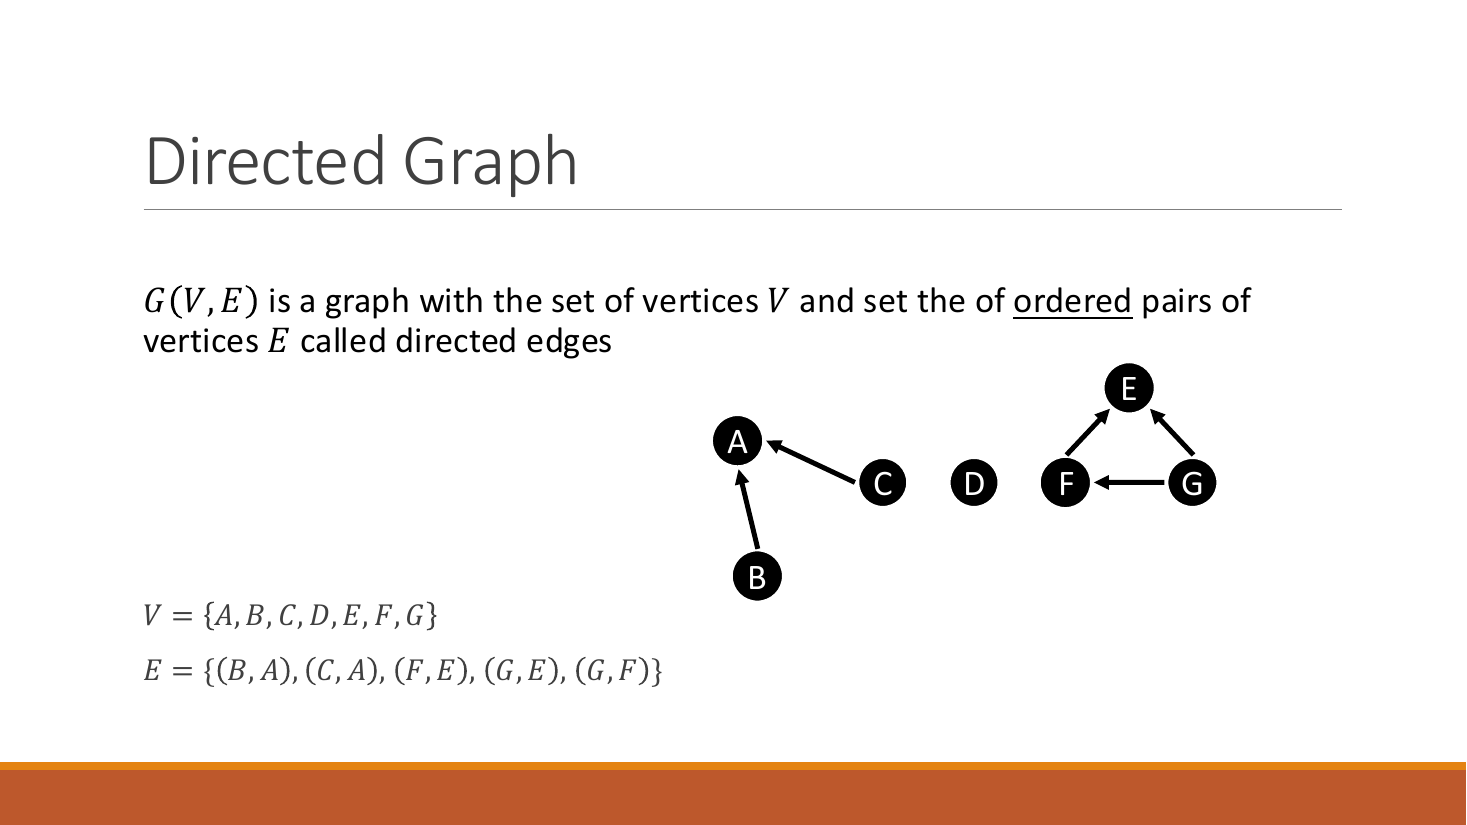 Directed Graph
G(V, E) is a graph with the set of vertices V and set the of ordered pairs of
vertices E called directed edges
E
A
C D F G
B
V = {A, B, C, D, E, F, G}
E = {(B, A), (C, A), (F, E), (G, E), (G, F)}